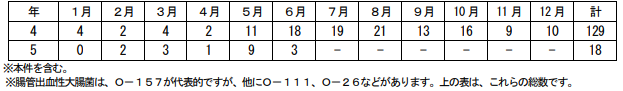 年 １月 ２月 ３月 ４月 ５月 ６月 ７月 ８月 ９月 10月 11月 12月 計
４ 4 2 4 2 11 18 19 21 13 16 9 10 129
５ 0 2 3 1 9 3 － － － － － － 18
※本件を含む。
※腸管出血性大腸菌は、Ｏ－１５７が代表的ですが、他にＯ－１１１、Ｏ－２６などがあります。上の表は、これらの総数です。